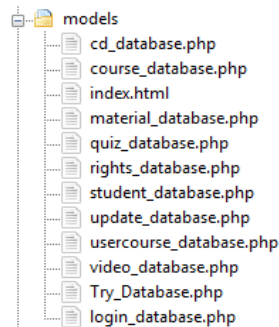 models
cd_database.php
course_database.php
index.html
material_database.php
quiz_database.php
rights_database.php
student_database.php
update_database.php
usercourse_database.php
video_database.php
Try_Database.php
login_database.php